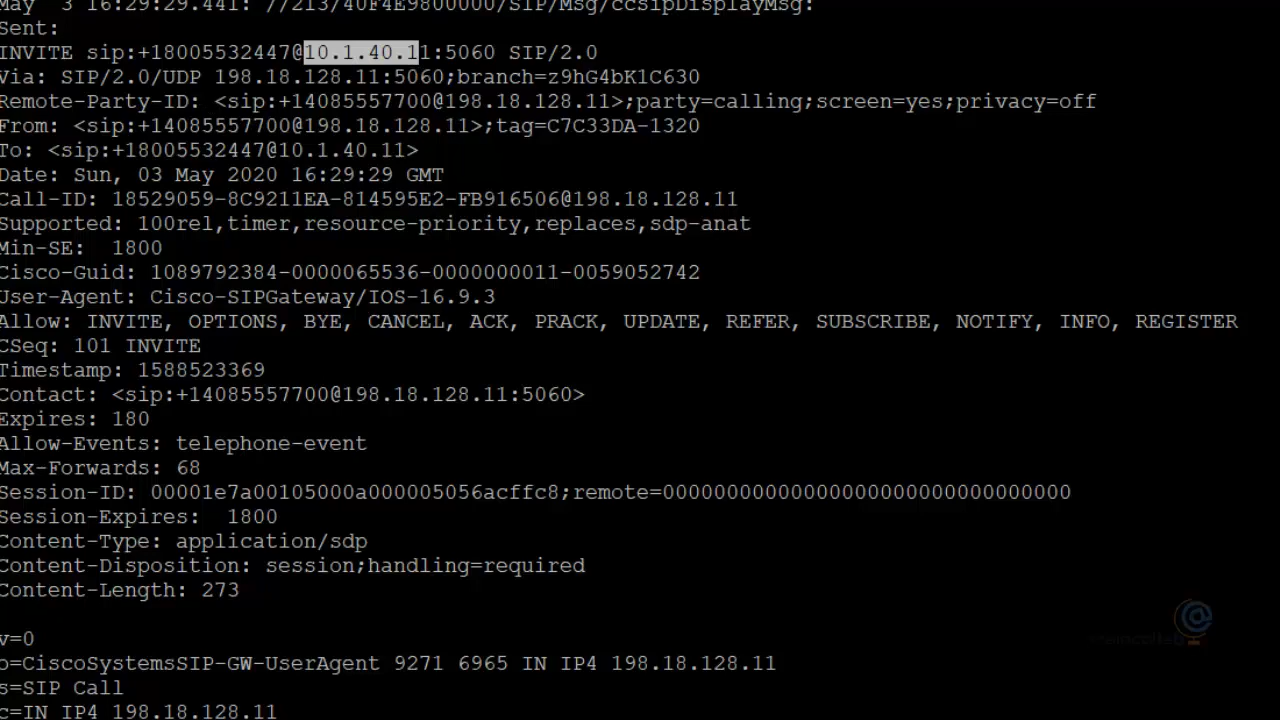 May  3 16:29:29.441: //213/40F4E9800000/SIP/Msg/ccsipDisplayMsg:
Sent:
INVITE sip:+18005532447@10.1.40.11:5060 SIP/2.0
Via: SIP/2.0/UDP 198.18.128.11:5060;branch=z9hG4bK1C630
Remote-Party-ID: <sip:+14085557700@198.18.128.11>;party=calling;screen=yes;privacy=off
From: <sip:+14085557700@198.18.128.11>;tag=C7C33DA-1320
To: <sip:+18005532447@10.1.40.11>
Date: Sun, 03 May 2020 16:29:29 GMT
Call-ID: 18529059-8C9211EA-814595E2-FB916506@198.18.128.11
Supported: 100rel,timer,resource-priority,replaces,sdp-anat
Min-SE:  1800
Cisco-Guid: 1089792384-0000065536-0000000011-0059052742
User-Agent: Cisco-SIPGateway/IOS-16.9.3
Allow: INVITE, OPTIONS, BYE, CANCEL, ACK, PRACK, UPDATE, REFER, SUBSCRIBE, NOTIFY, INFO, REGISTER
CSeq: 101 INVITE
Timestamp: 1588523369
Contact: <sip:+14085557700@198.18.128.11:5060>
Expires: 180
Allow-Events: telephone-event
Max-Forwards: 68
Session-ID: 00001e7a00105000a000005056acffc8;remote=00000000000000000000000000000000
Session-Expires:  1800
Content-Type: application/sdp
Content-Disposition: session;handling=required
Content-Length: 273
v=0
o=CiscoSystemsSIP-GW-UserAgent 9271 6965 IN IP4 198.18.128.11
s=SIP Call
c=IN IP4 198.18.128.11